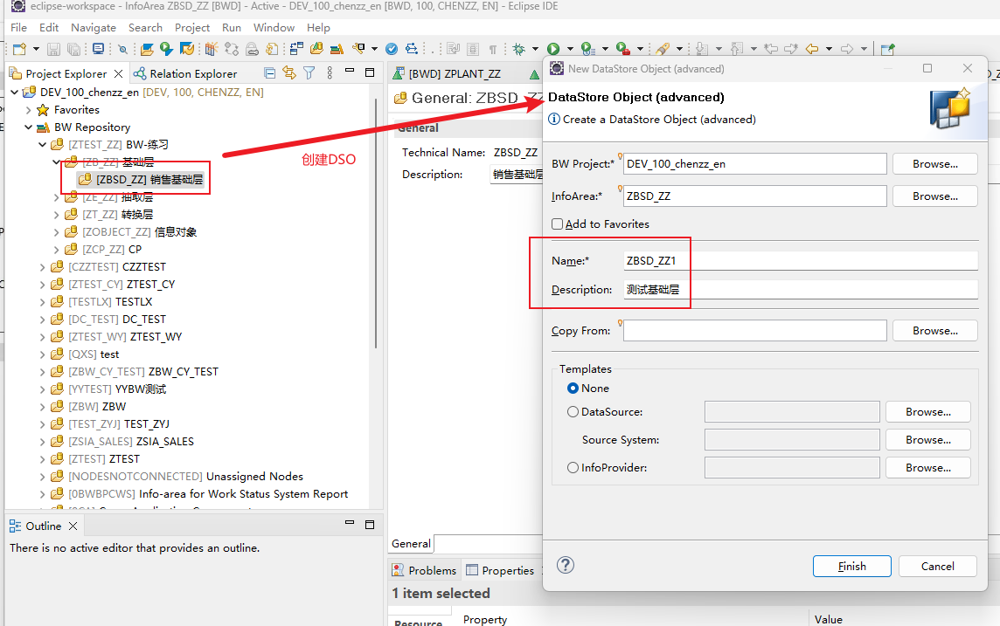 eclipse-workspace - InfoArea ZBSD_ZZ [BWD] - Active - DEV_100_chenzz_en [BWD, 100, CHENZZ, EN] - Eclipse IDE
File Edit Navigate Search Project Run Window Help
Project Explorer
Relation Explorer
DEV_100_chenzz_en [DEV, 100, CHENZZ, EN]
Favorites
BW Repository
[ZTEST_ZZ] BW-练习
[ZB_ZZ] 基础层
[ZBSD_ZZ] 销售基础层
[ZE_ZZ] 抽取层
[ZT_ZZ] 转换层
[ZOBJECT_ZZ] 信息对象
[ZCP_ZZ] CP
[CZZTEST] CZZTEST
[ZTEST_CY] ZTEST_CY
[TESTLX] TESTLX
[DC_TEST] DC_TEST
[ZTEST_WY] ZTEST_WY
[QXS] test
[ZBW_CY_TEST] ZBW_CY_TEST
[YYTEST] YYBW测试
[ZBW] ZBW
[TEST_ZYJ] TEST_ZYJ
[ZSIA_SALES] ZSIA_SALES
[ZTEST] ZTEST
[NODESNOTCONNECTED] Unassigned Nodes
[0BWBPCWS] Info-area for Work Status System Report
创建DSO
Outline
There is no active editor that provides an outline.
[BWD] ZPLANT_ZZ
General: ZBSD_ZZ
General
Technical Name: ZBSD_ZZ
Description: 销售基础层
General
Problems
Properties
1 item selected
Property
Value
Resource
New DataStore Object (advanced)
DataStore Object (advanced)
Create a DataStore Object (advanced)
BW Project:* DEV_100_chenzz_en Browse...
InfoArea:* ZBSD_ZZ Browse...
Add to Favorites
Name:* ZBSD_ZZ1
Description: 测试基础层
Copy From: Browse...
Templates
None
DataSource: Browse...
Source System: Browse...
InfoProvider: Browse...
Finish
Cancel